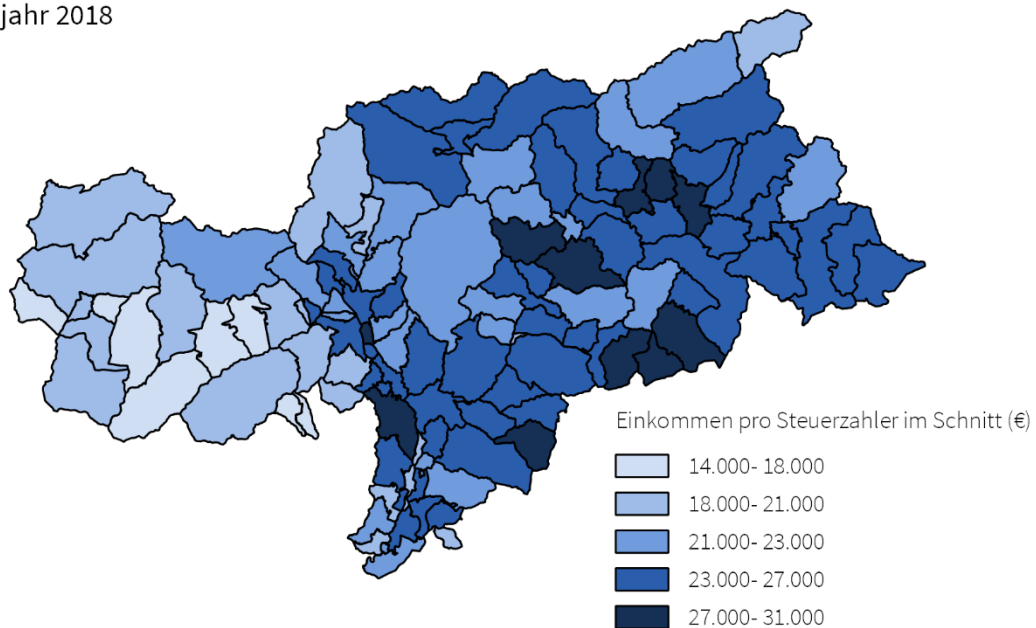 jahr 2018
Einkommen pro Steuerzahler im Schnitt (€)
14.000- 18.000
18.000- 21.000
21.000- 23.000
23.000- 27.000
27.000- 31.000